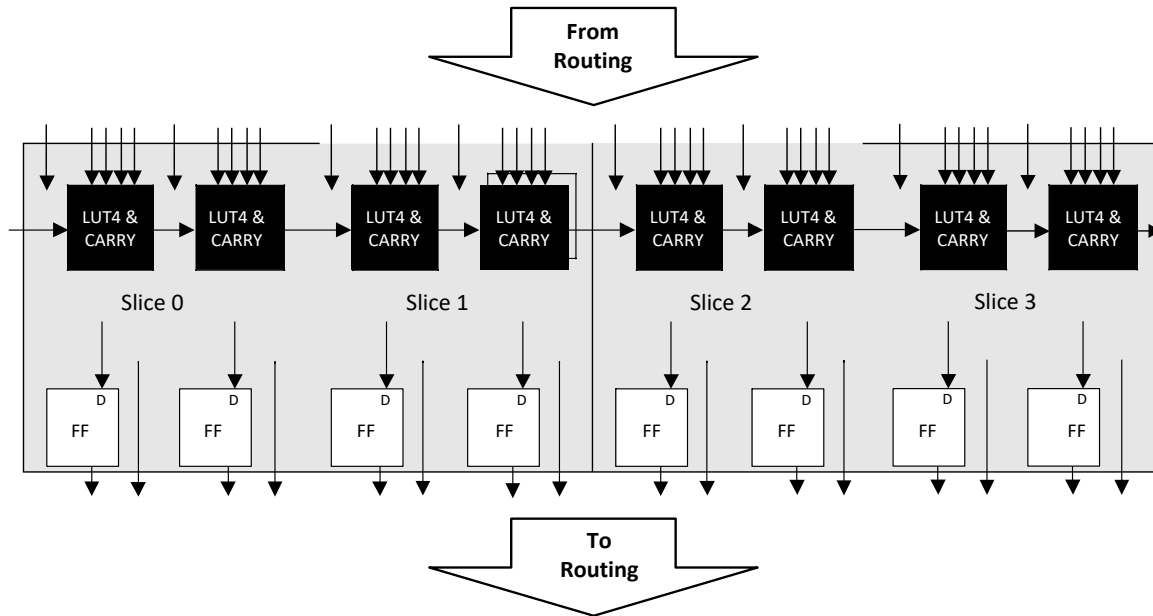 From
Routing
LUT4 &
CARRY
LUT4 &
CARRY
LUT4 &
CARRY
LUT4 &
CARRY
LUT4 &
CARRY
LUT4 &
CARRY
LUT4 &
CARRY
LUT4 &
CARRY
Slice 0
Slice 1
Slice 2
Slice 3
D
FF
D
FF
D
FF
D
FF
D
FF
D
FF
D
FF
D
FF
To
Routing